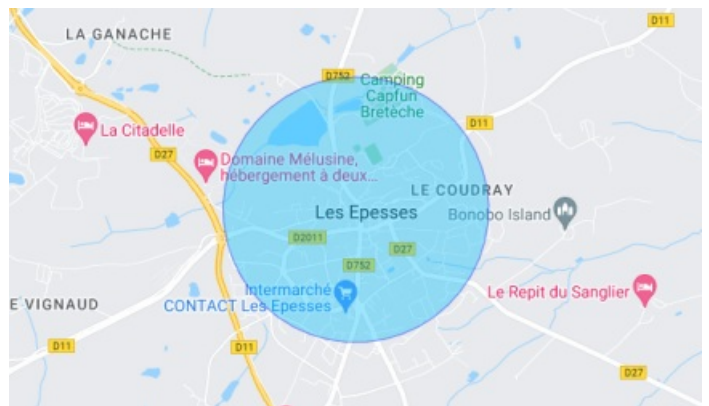 D11
LA GANACHE
D752
Camping
Capfun
Breteche
D11
La Citadelle
D27
Domaine Mélusine,
hébergement à deux...
LE COUDRAY
Les Epesses
Bonobo Island
D2011
D27
D752
Intermarché
CONTACT Les Epesses
Le Repit du Sanglier
E VIGNAUD
D11
D11
D27